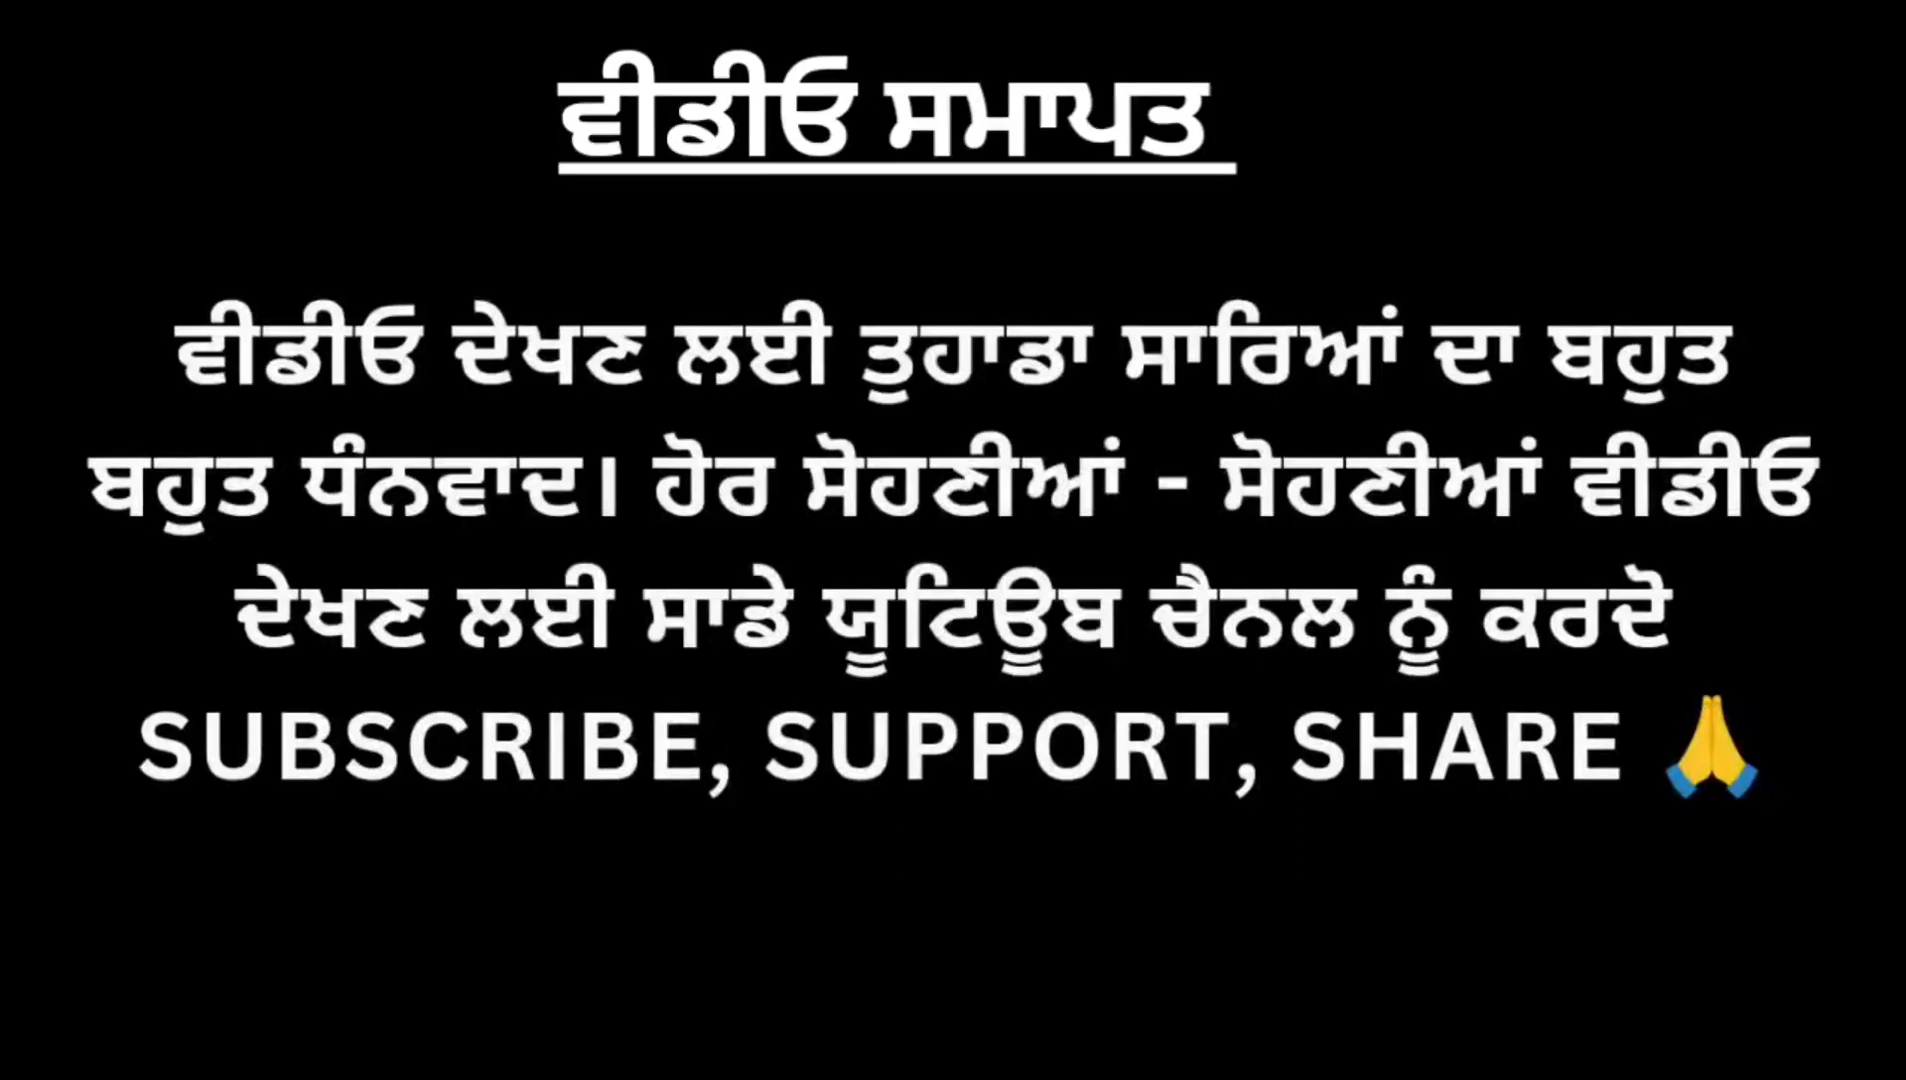 ਵੀਡੀਓ ਸਮਾਪਤ
ਵੀਡੀਓ ਦੇਖਣ ਲਈ ਤੁਹਾਡਾ ਸਾਰਿਆਂ ਦਾ ਬਹੁਤ
ਬਹੁਤ ਧੰਨਵਾਦ। ਹੋਰ ਸੋਹਣੀਆਂ - ਸੋਹਣੀਆਂ ਵੀਡੀਓ
ਦੇਖਣ ਲਈ ਸਾਡੇ ਯੂਟਿਊਬ ਚੈਨਲ ਨੂੰ ਕਰਦੋ
SUBSCRIBE, SUPPORT, SHARE 🙏